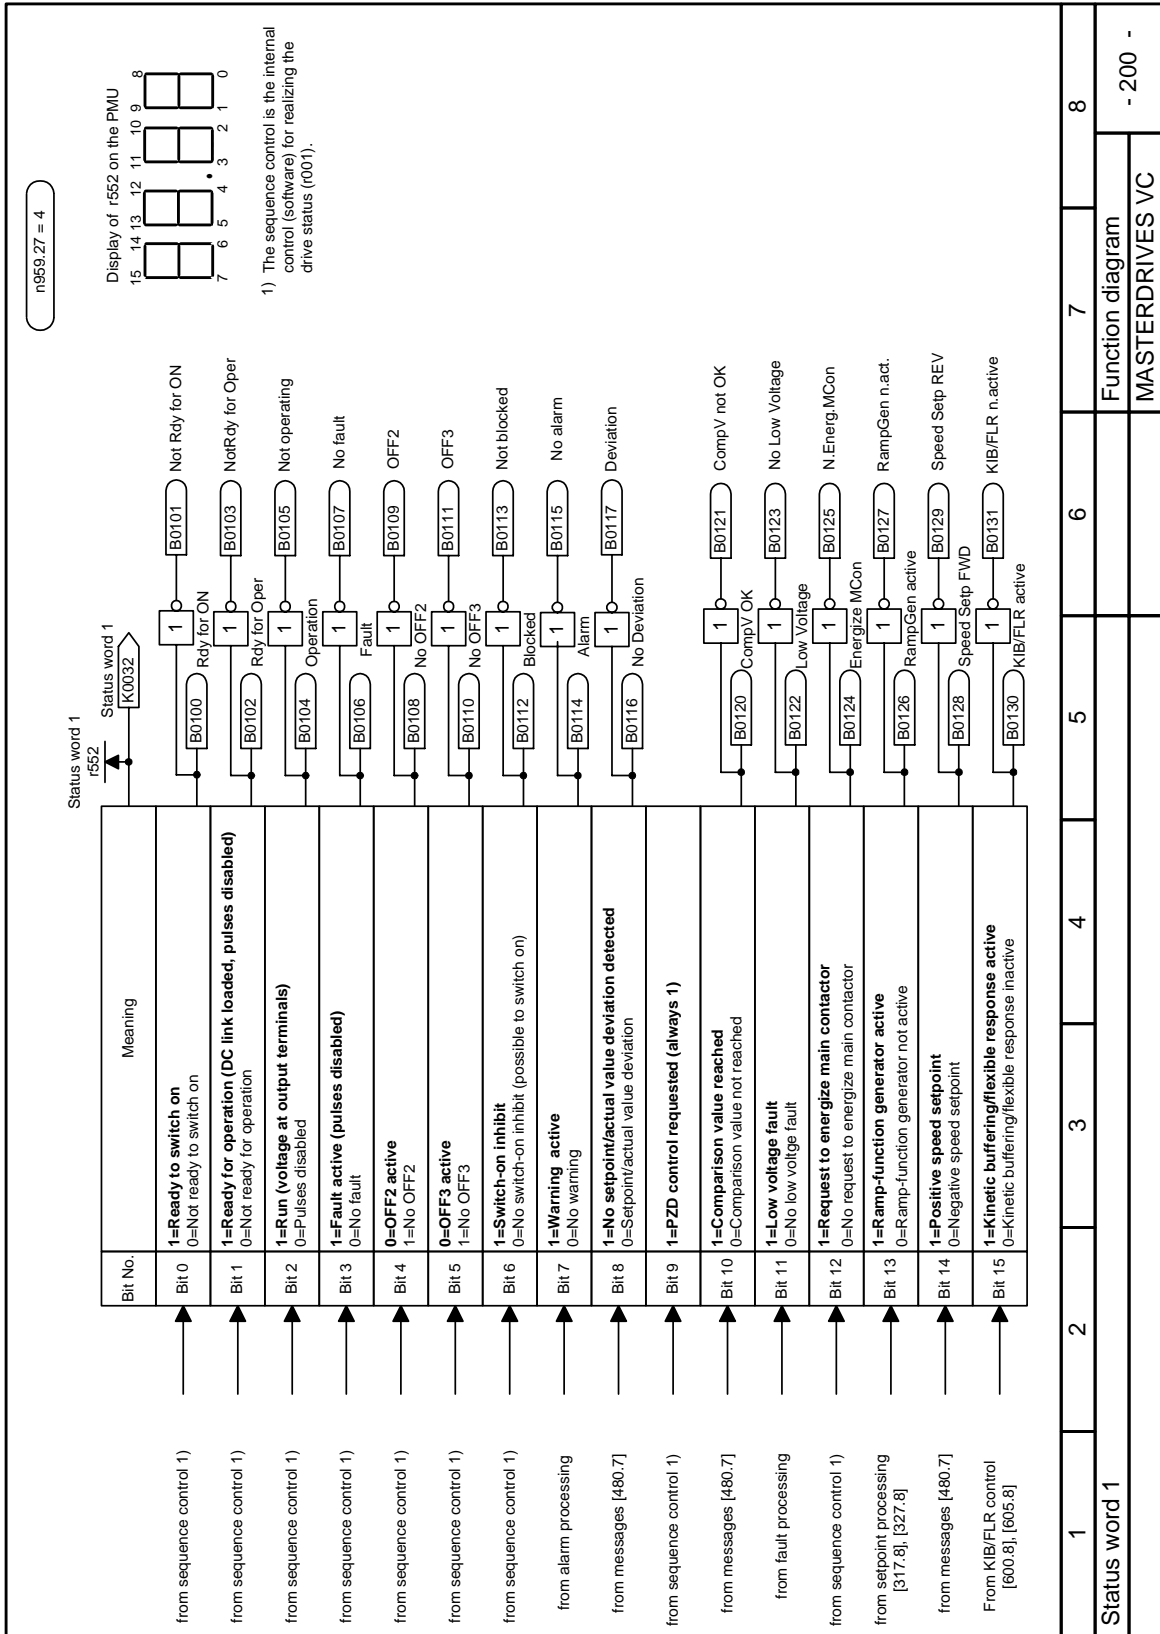 n959.27 = 4
Status word 1
r552
Status word 1
K0032
Display of r552 on the PMU
15 14 13 12 11 10 9 8
7 6 5 4 3 2 1 0
1) The sequence control is the internal
control (software) for realizing the
drive status (r001).
Bit No.
Meaning
from sequence control 1)
Bit 0
1=Ready to switch on
0=Not ready to switch on
B0100
Rdy for ON
1
B0101
Not Rdy for ON
from sequence control 1)
Bit 1
1=Ready for operation (DC link loaded, pulses disabled)
0=Not ready for operation
B0102
Rdy for Oper
1
B0103
NotRdy for Oper
from sequence control 1)
Bit 2
1=Run (voltage at output terminals)
0=Pulses disabled
B0104
Operation
1
B0105
Not operating
from sequence control 1)
Bit 3
1=Fault active (pulses disabled)
0=No fault
B0106
Fault
1
B0107
No fault
from sequence control 1)
Bit 4
0=OFF2 active
1=No OFF2
B0108
No OFF2
1
B0109
OFF2
from sequence control 1)
Bit 5
0=OFF3 active
1=No OFF3
B0110
No OFF3
1
B0111
OFF3
from sequence control 1)
Bit 6
1=Switch-on inhibit
0=No switch-on inhibit (possible to switch on)
B0112
Blocked
1
B0113
Not blocked
from alarm processing
Bit 7
1=Warning active
0=No warning
B0114
Alarm
1
B0115
No alarm
from messages [480.7]
Bit 8
1=No setpoint/actual value deviation detected
0=Setpoint/actual value deviation
B0116
No Deviation
1
B0117
Deviation
from sequence control 1)
Bit 9
1=PZD control requested (always 1)
from messages [480.7]
Bit 10
1=Comparison value reached
0=Comparison value not reached
B0120
CompV OK
1
B0121
CompV not OK
from fault processing
Bit 11
1=Low voltage fault
0=No low voltge fault
B0122
Low Voltage
1
B0123
No Low Voltage
from sequence control 1)
Bit 12
1=Request to energize main contactor
0=No request to energize main contactor
B0124
Energize MCon
1
B0125
N.Energ.MCon
from setpoint processing
[317.8], [327.8]
Bit 13
1=Ramp-function generator active
0=Ramp-function generator not active
B0126
RampGen active
1
B0127
RampGen n.act.
from messages [480.7]
Bit 14
1=Positive speed setpoint
0=Negative speed setpoint
B0128
Speed Setp FWD
1
B0129
Speed Setp REV
From KIB/FLR control
[600.8], [605.8]
Bit 15
1=Kinetic buffering/flexible response active
0=Kinetic buffering/flexible response inactive
B0130
KIB/FLR active
1
B0131
KIB/FLR n.active
1 2 3 4 5 6 7 8
Status word 1
Function diagram
MASTERDRIVES VC
- 200 -